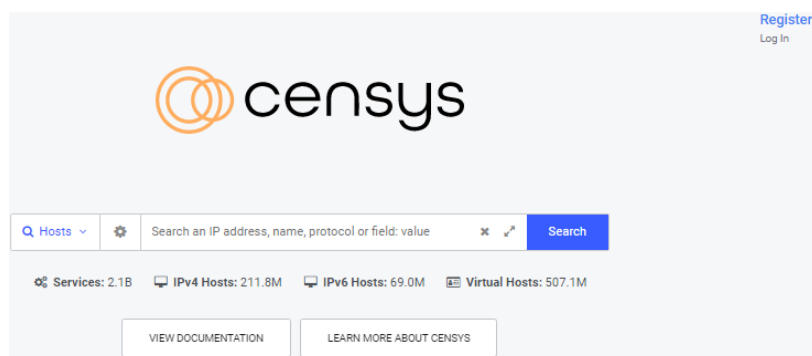 Register
Log In
censys
Hosts
Search an IP address, name, protocol or field: value
Search
Services: 2.1B IPv4 Hosts: 211.8M IPv6 Hosts: 69.0M Virtual Hosts: 507.1M
VIEW DOCUMENTATION LEARN MORE ABOUT CENSYS